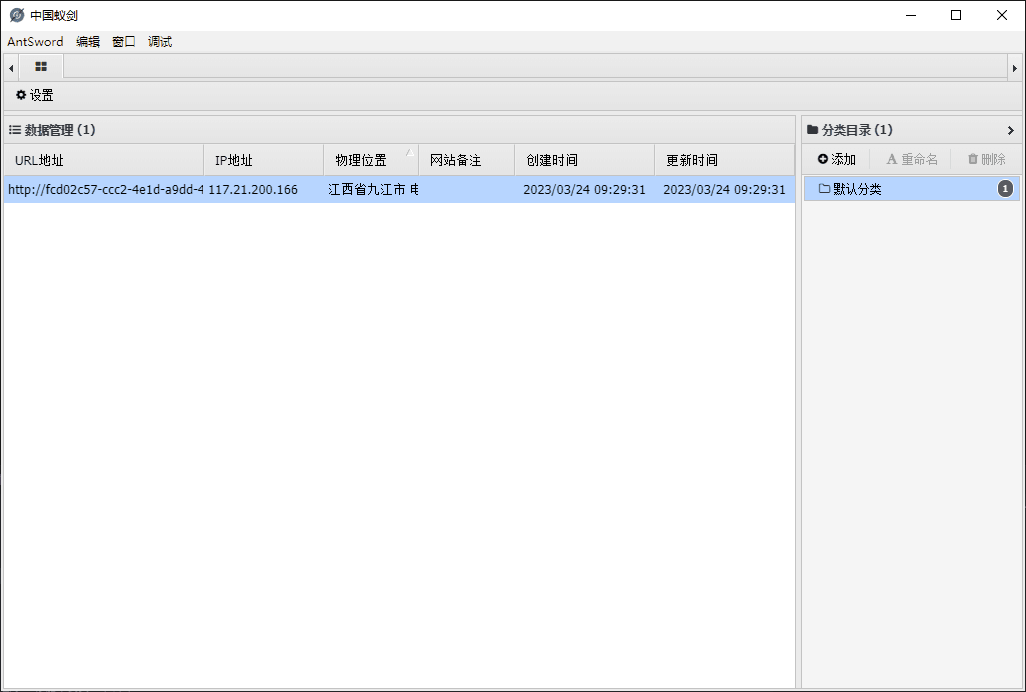 中国蚁剑
AntSword 编辑 窗口 调试
设置
数据管理 (1)
URL地址 IP地址 物理位置 网站备注 创建时间 更新时间
http://fcd02c57-ccc2-4e1d-a9dd-4 117.21.200.166 江西省九江市 2023/03/24 09:29:31 2023/03/24 09:29:31
分类目录 (1)
添加 重命名 删除
默认分类 1